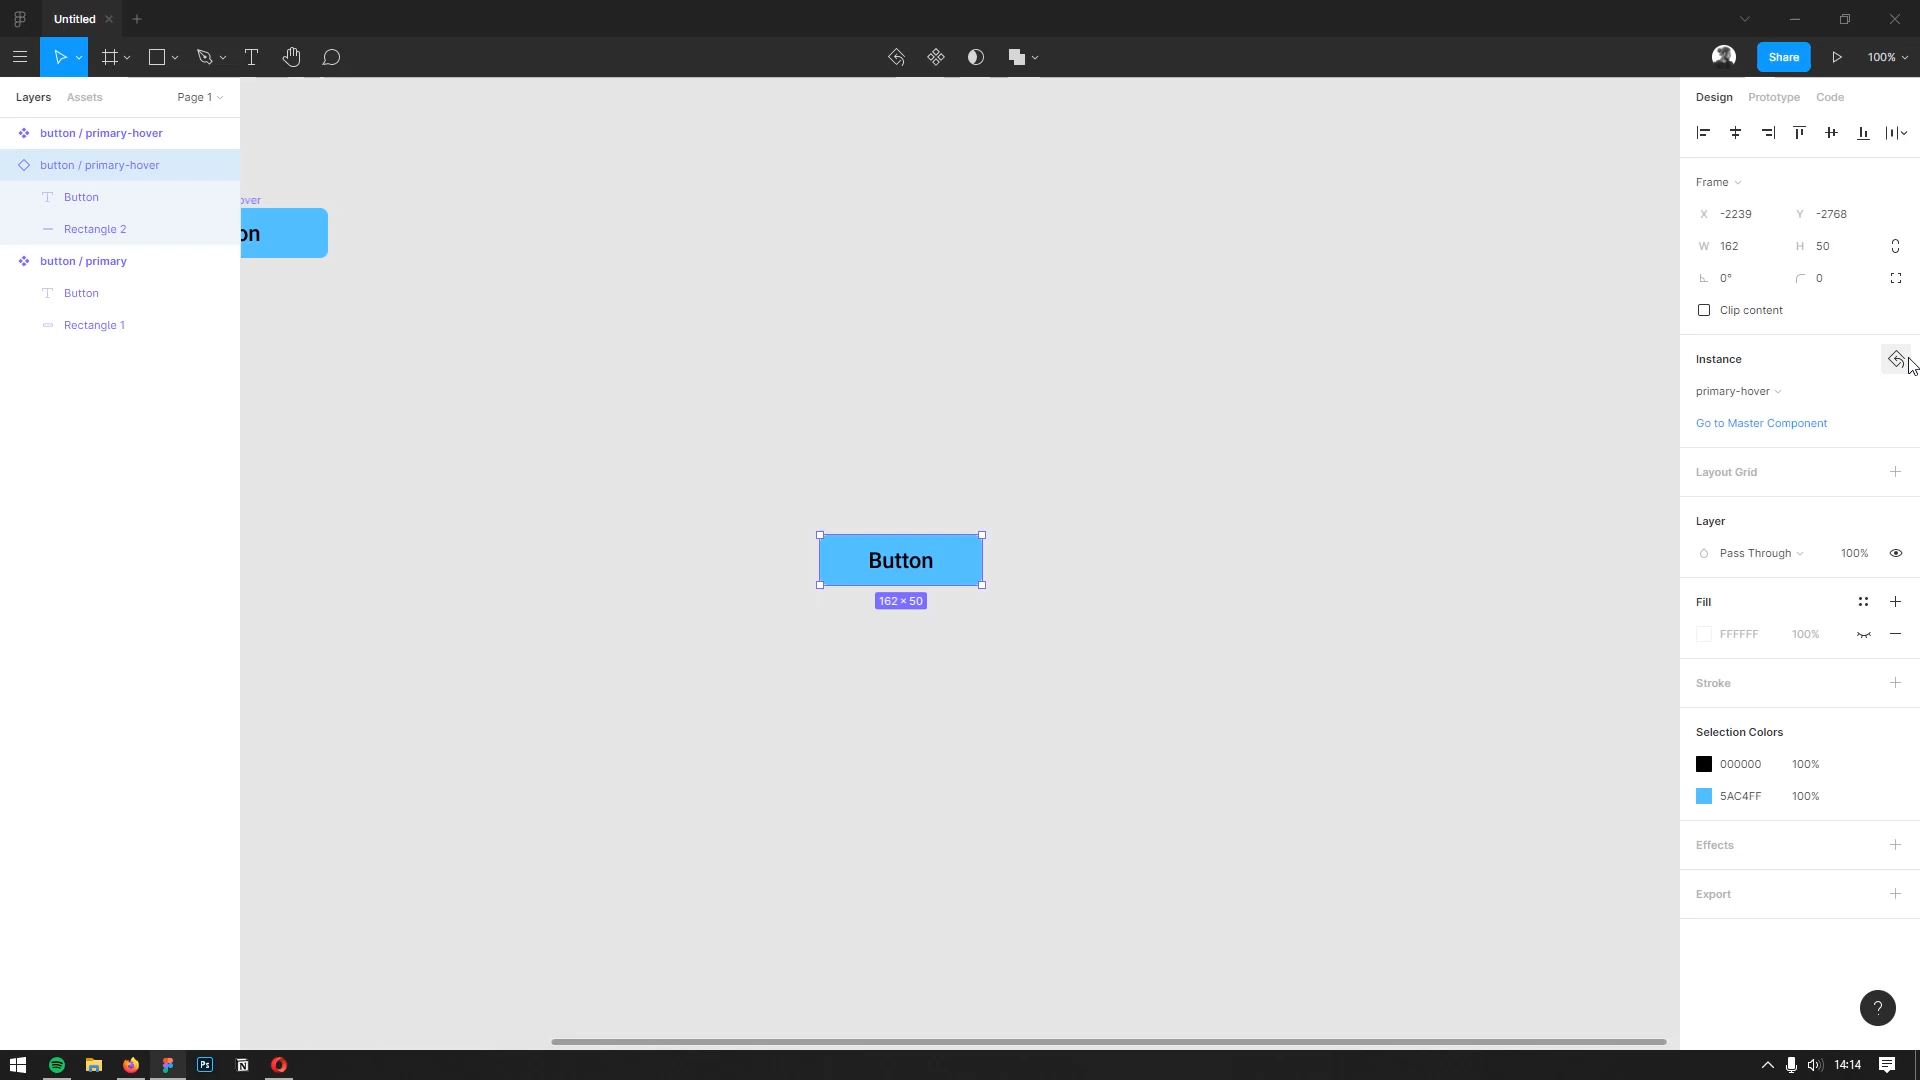 Untitled
Share
100%
Layers
Assets
Page 1
button / primary-hover
button / primary-hover
Button
Rectangle 2
button / primary
Button
Rectangle 1
over
on
Button
162 × 50
Design
Prototype
Code
Frame
X -2239
Y -2768
W 162
H 50
0°
0
Clip content
Instance
primary-hover
Go to Master Component
Layout Grid
Layer
Pass Through
100%
Fill
FFFFFF
100%
Stroke
Selection Colors
000000
100%
5AC4FF
100%
Effects
Export
?
Ps
14:14